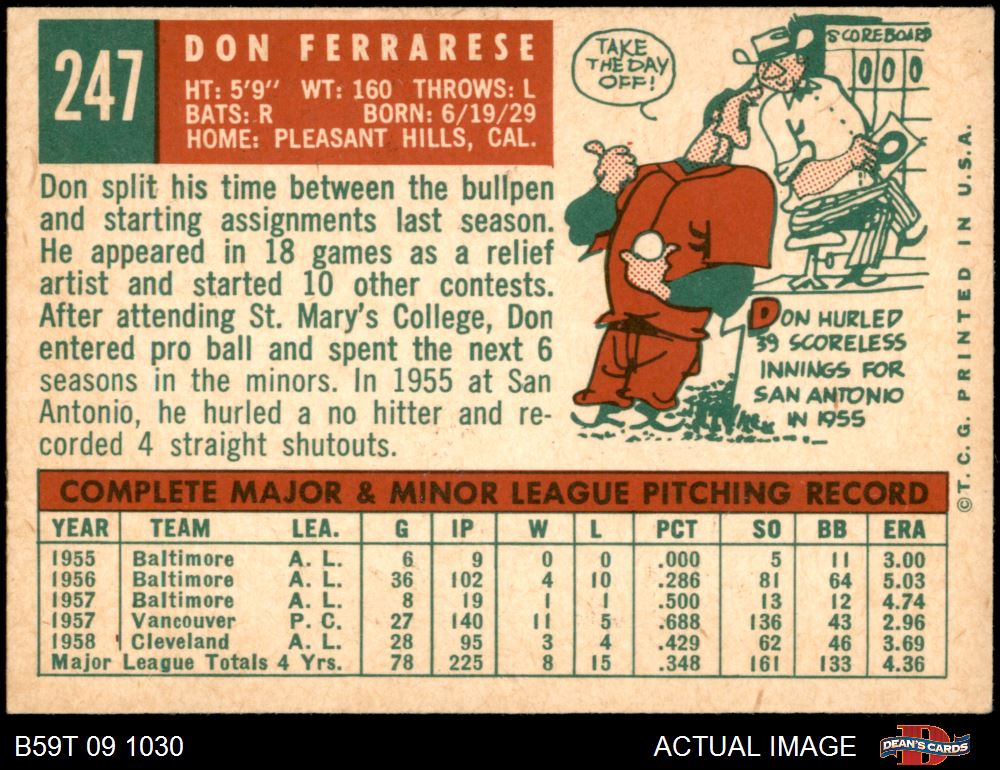 247
DON FERRARESE
HT: 5'9" WT: 160 THROWS: L
BATS: R BORN: 6/19/29
HOME: PLEASANT HILLS, CAL.
Don split his time between the bullpen
and starting assignments last season.
He appeared in 18 games as a relief
artist and started 10 other contests.
After attending St. Mary's College, Don
entered pro ball and spent the next 6
seasons in the minors. In 1955 at San
Antonio, he hurled a no hitter and re-
corded 4 straight shutouts.
TAKE
THE DAY
OFF!
SCOREBOARD
0 0 0
0
DON HURLED
39 SCORELESS
INNINGS FOR
SAN ANTONIO
IN 1955
© T. C. G. PRINTED IN U.S.A.
COMPLETE MAJOR & MINOR LEAGUE PITCHING RECORD
YEAR TEAM LEA. G IP W L PCT SO BB ERA
1955 Baltimore A. L. 6 9 0 0 .000 5 11 3.00
1956 Baltimore A. L. 36 102 4 10 .286 81 64 5.03
1957 Baltimore A. L. 8 19 1 1 .500 13 12 4.74
1957 Vancouver P. C. 27 140 11 5 .688 136 43 2.96
1958 Cleveland A. L. 28 95 3 4 .429 62 46 3.69
Major League Totals 4 Yrs. 78 225 8 15 .348 161 133 4.36
B59T 09 1030
ACTUAL IMAGE
D
DEAN'S CARDS